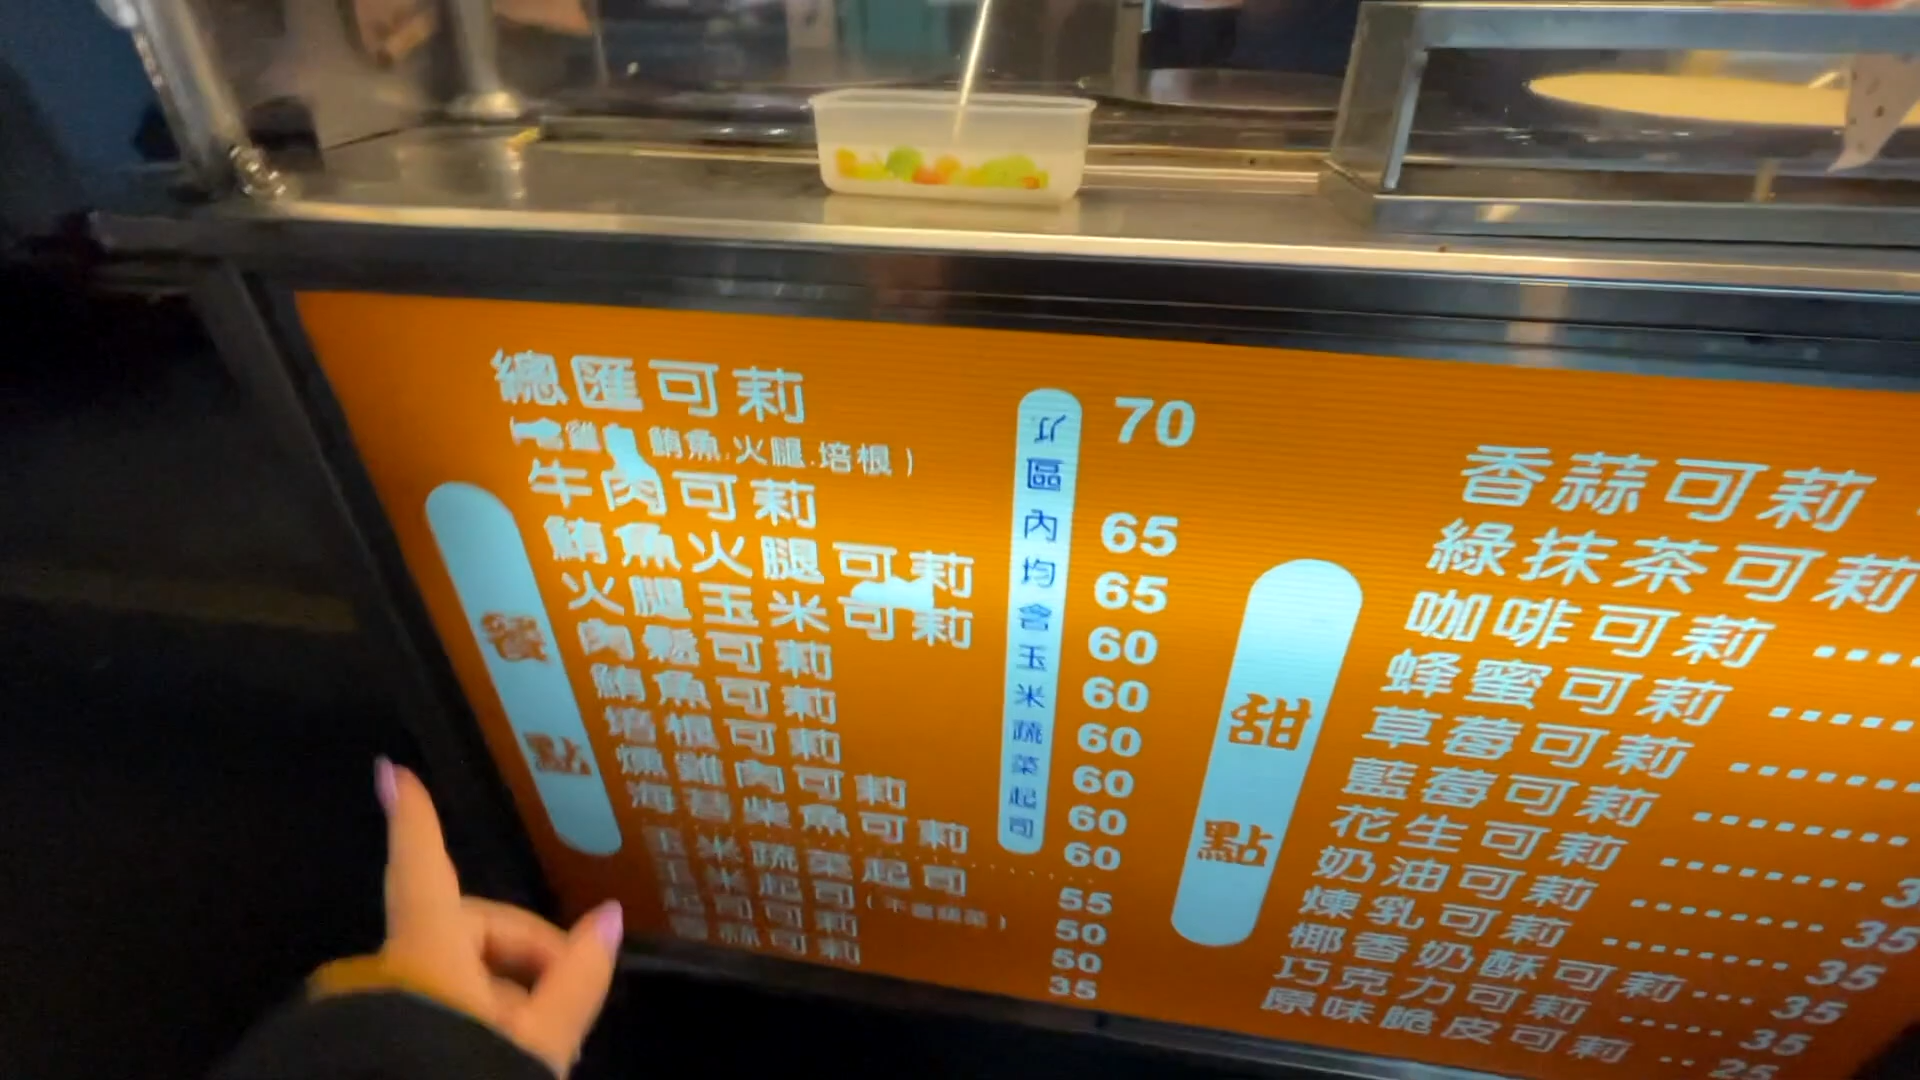 總匯可莉 70
鮪魚.火腿.培根)
牛肉可莉 65
鮪魚火腿可莉 65
火腿玉米可莉 60
肉鬆可莉 60
鮪魚可莉 60
培根可莉 60
燻雞肉可莉 60
海苔柴魚可莉 60
玉米蔬菜起司 55
玉米起司(不含蔬菜) 50
起司可莉 50
香蒜可莉 35
餐點
區內均含玉米蔬菜起司
甜點
香蒜可莉
綠抹茶可莉
咖啡可莉 ....
蜂蜜可莉 .....
草莓可莉 .......
藍莓可莉 ........
花生可莉 ......... 3
奶油可莉 ........ 35
煉乳可莉 ....... 35
椰香奶酥可莉... 35
巧克力可莉 ..... 35
原味脆皮可莉 .. 25